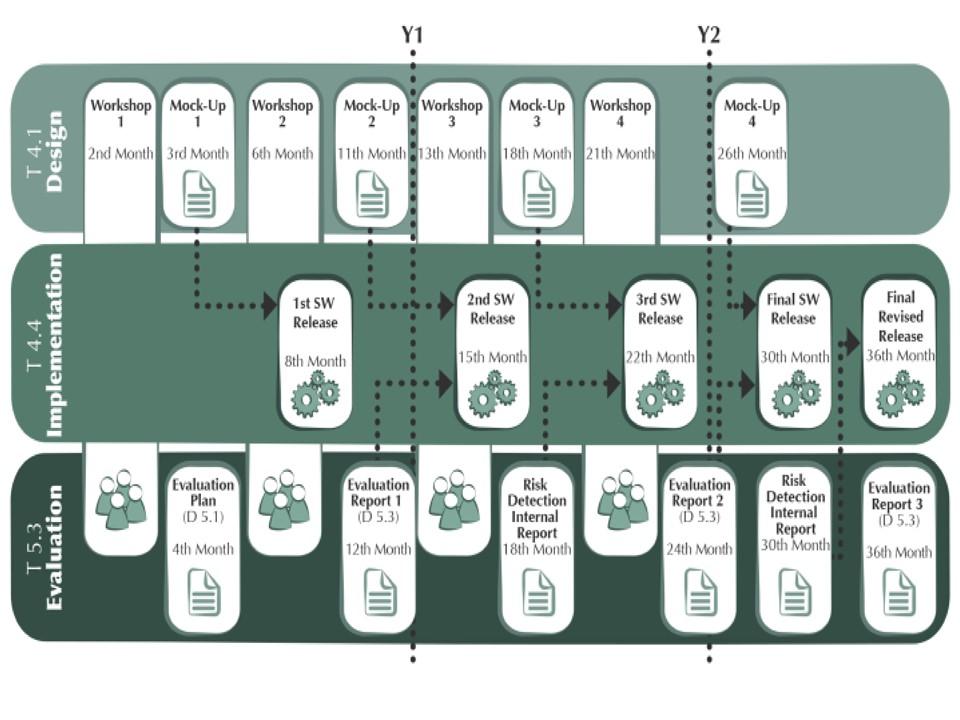 Y1
Y2
T 4.1
Design
Workshop
1
2nd Month
Mock-Up
1
3rd Month
Workshop
2
6th Month
Mock-Up
2
11th Month
Workshop
3
13th Month
Mock-Up
3
18th Month
Workshop
4
21th Month
Mock-Up
4
26th Month
T 4.4
Implementation
1st SW
Release
8th Month
2nd SW
Release
15th Month
3rd SW
Release
22th Month
Final SW
Release
30th Month
Final
Revised
Release
36th Month
T 5.3
Evaluation
Evaluation
Plan
(D 5.1)
4th Month
Evaluation
Report 1
(D 5.3)
12th Month
Risk
Detection
Internal
Report
18th Month
Evaluation
Report 2
(D 5.3)
24th Month
Risk
Detection
Internal
Report
30th Month
Evaluation
Report 3
(D 5.3)
36th Month